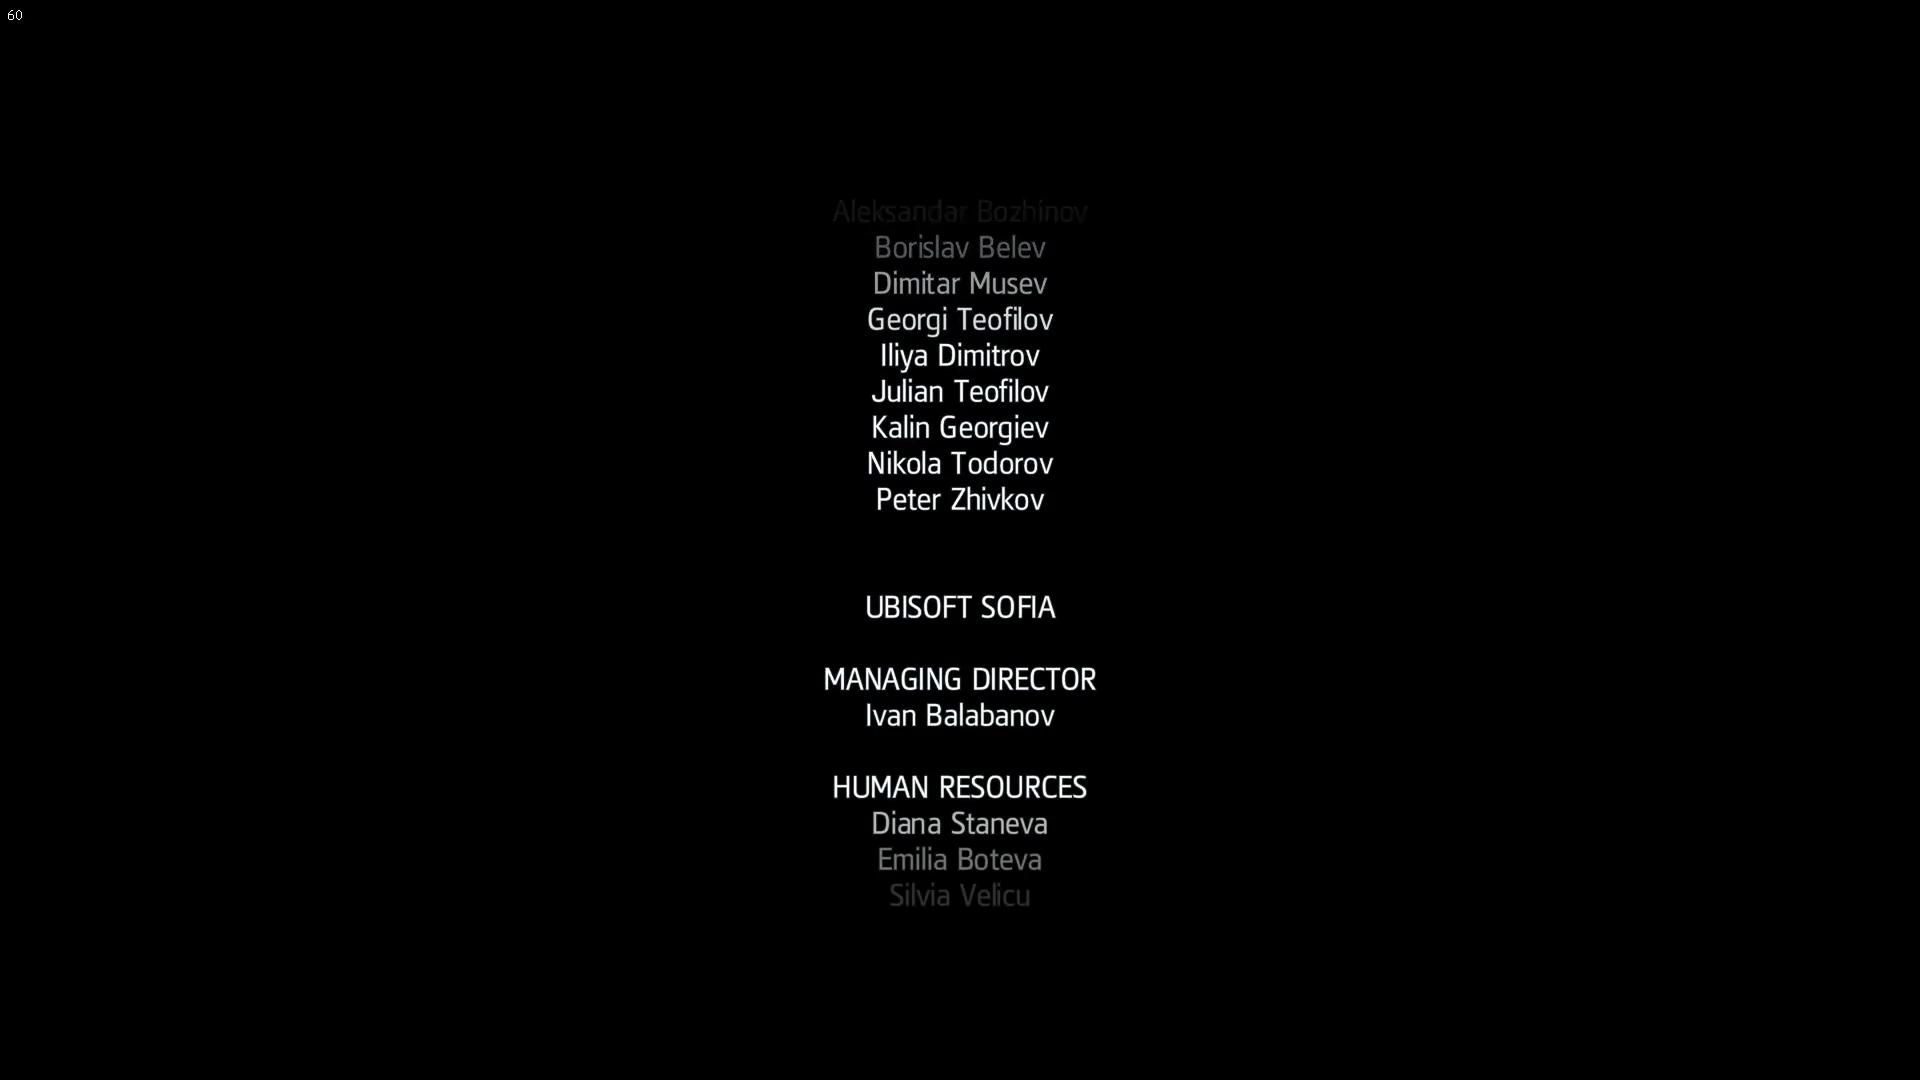 60
Aleksandar Bozhinov
Borislav Belev
Dimitar Musev
Georgi Teofilov
Iliya Dimitrov
Julian Teofilov
Kalin Georgiev
Nikola Todorov
Peter Zhivkov
UBISOFT SOFIA
MANAGING DIRECTOR
Ivan Balabanov
HUMAN RESOURCES
Diana Staneva
Emilia Boteva
Silvia Velicu